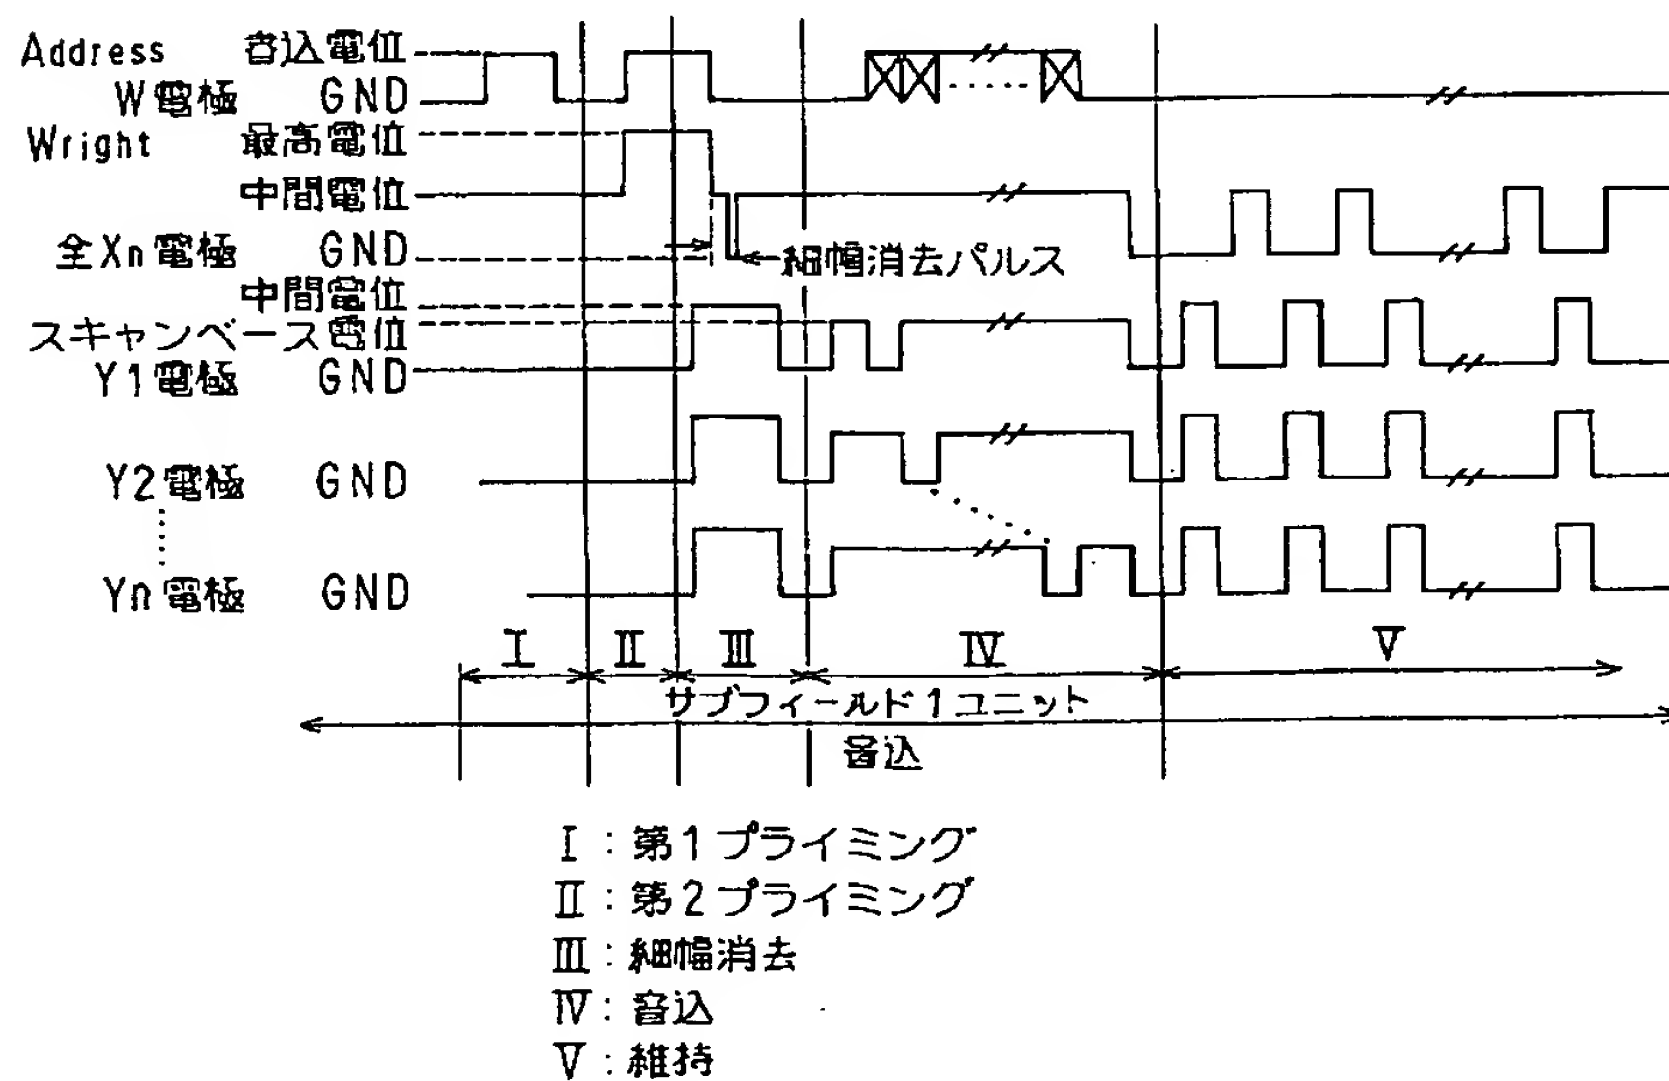 Address 書込電位
W電極 GND
Wright 最高電位
中間電位
全Xn電極 GND
細幅消去パルス
中間電位
スキャンベース電位
Y1電極 GND
Y2電極 GND
Yn電極 GND
I II III IV V
サブフィールド1ユニット
書込
I:第1プライミング
II:第2プライミング
III:細幅消去
IV:書込
V:維持